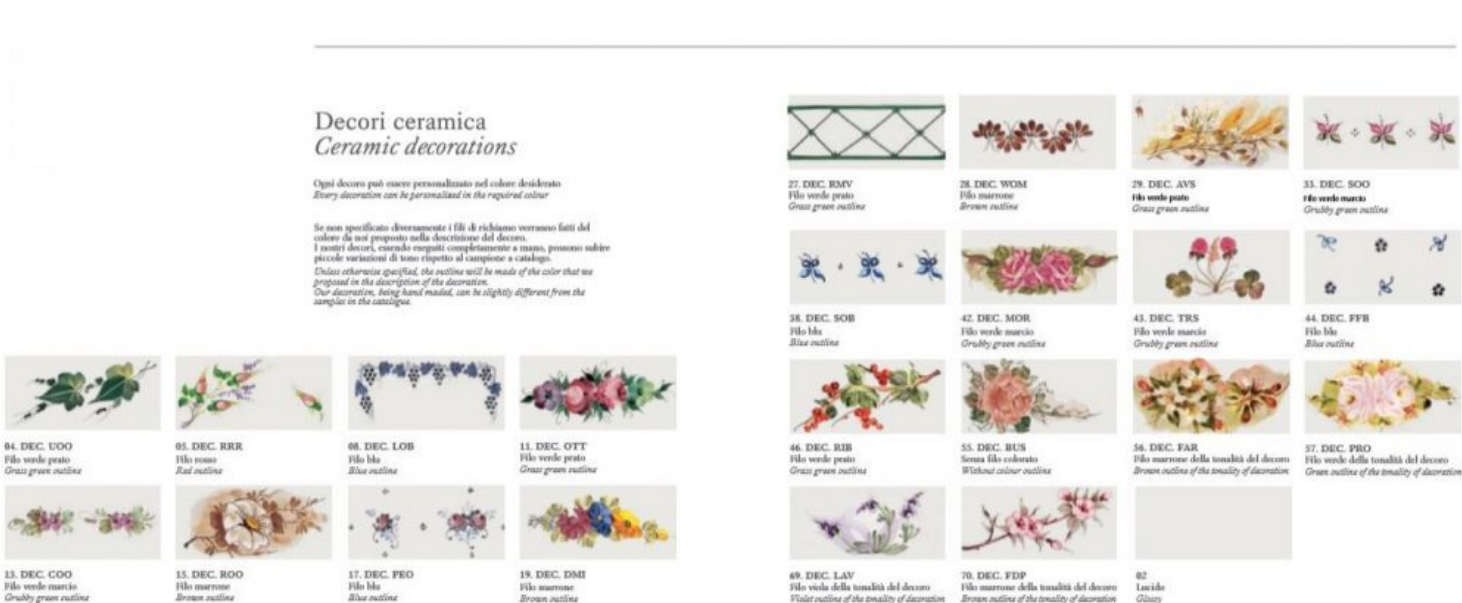 Decori ceramica
Ceramic decorations
Ogni decoro può essere personalizzato nel colore desiderato
Every decoration can be personalized in the required colour
Se non specificato diversamente i fili di richiamo verranno fatti del
colore da noi proposto nella descrizione del decoro.
I nostri decori, essendo eseguiti completamente a mano, possono subire
piccole variazioni di tono rispetto al campione a catalogo.
Unless otherwise specified, the outline will be made of the color that we
proposed in the description of the decoration.
Our decoration, being hand maded, can be slightly different from the
samples in the catalogue.
04. DEC. UOO
Filo verde prato
Grass green outline
05. DEC. RRR
Filo rosso
Red outline
08. DEC. LOB
Filo blu
Blue outline
11. DEC. OTT
Filo verde prato
Grass green outline
13. DEC. COO
Filo verde marcio
Grubby green outline
15. DEC. ROO
Filo marrone
Brown outline
17. DEC. PEO
Filo blu
Blue outline
19. DEC. DMI
Filo marrone
Brown outline
27. DEC. RMV
Filo verde prato
Grass green outline
28. DEC. WOM
Filo marrone
Brown outline
29. DEC. AVS
Filo verde prato
Grass green outline
33. DEC. SOO
Filo verde marcio
Grubby green outline
38. DEC. SOB
Filo blu
Blue outline
42. DEC. MOR
Filo verde marcio
Grubby green outline
43. DEC. TRS
Filo verde marcio
Grubby green outline
44. DEC. FFB
Filo blu
Blue outline
46. DEC. RIB
Filo verde prato
Grass green outline
55. DEC. BUS
Senza filo colorato
Without colour outline
56. DEC. FAR
Filo marrone della tonalità del decoro
Brown outline of the tonality of decoration
57. DEC. PRO
Filo verde della tonalità del decoro
Green outline of the tonality of decoration
69. DEC. LAV
Filo viola della tonalità del decoro
Violet outline of the tonality of decoration
70. DEC. FDP
Filo marrone della tonalità del decoro
Brown outline of the tonality of decoration
02
Lucido
Glossy